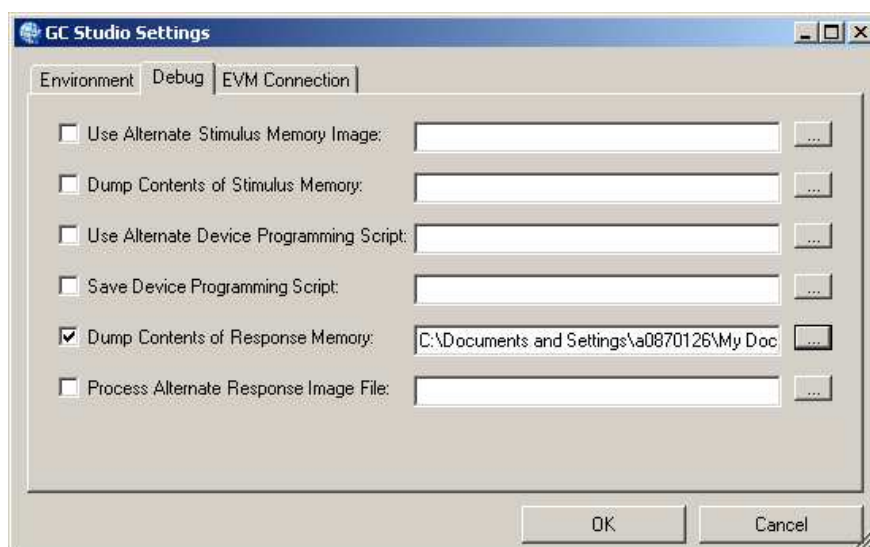 GC Studio Settings
Environment Debug EVM Connection
Use Alternate Stimulus Memory Image: ...
Dump Contents of Stimulus Memory: ...
Use Alternate Device Programming Script: ...
Save Device Programming Script: ...
Dump Contents of Response Memory: C:\Documents and Settings\a0870126\My Doc ...
Process Alternate Response Image File: ...
OK Cancel